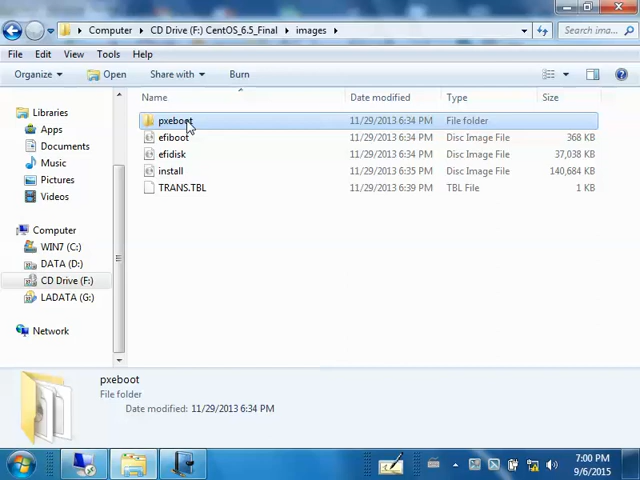 Computer CD Drive (F:) CentOS_6.5_Final images Search ima...
File Edit View Tools Help
Organize Open Share with Burn
Name Date modified Type Size
Libraries
Apps
Documents
Music
Pictures
Videos
Computer
WIN7 (C:)
DATA (D:)
CD Drive (F:)
LADATA (G:)
Network
pxeboot 11/29/2013 6:34 PM File folder
efiboot 11/29/2013 6:34 PM Disc Image File 368 KB
efidisk 11/29/2013 6:34 PM Disc Image File 37,038 KB
install 11/29/2013 6:35 PM Disc Image File 140,684 KB
TRANS.TBL 11/29/2013 6:39 PM TBL File 1 KB
pxeboot
File folder
Date modified: 11/29/2013 6:34 PM
7:00 PM
9/6/2015